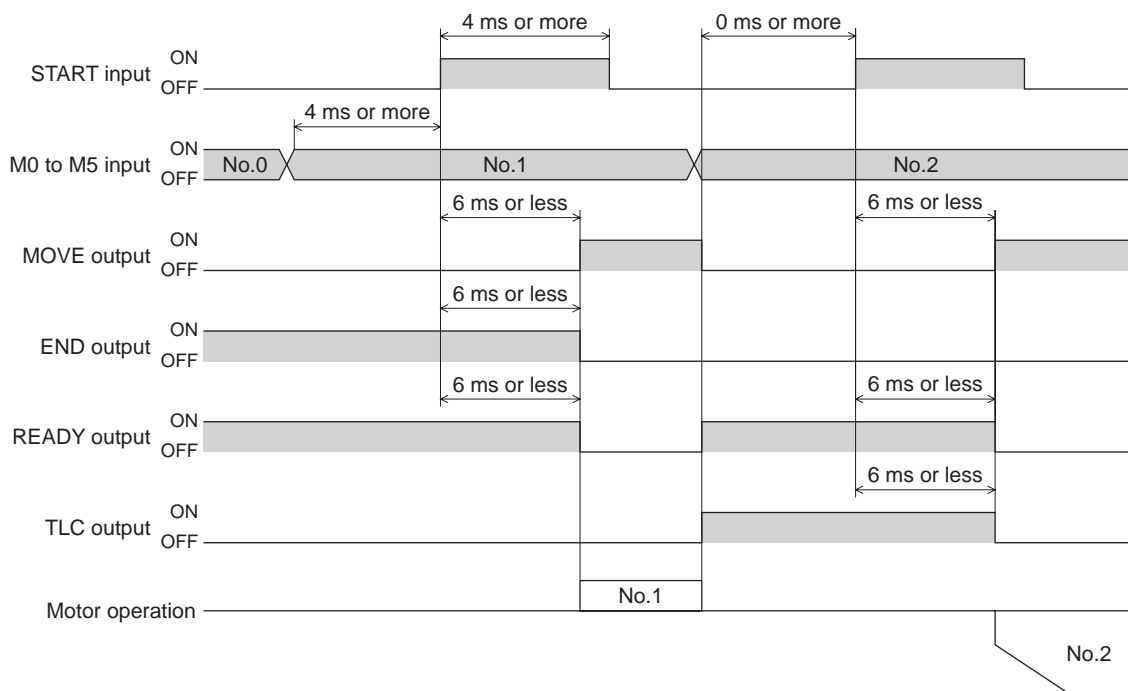 4 ms or more
0 ms or more
START input
ON
OFF
4 ms or more
M0 to M5 input
ON
OFF
No.0
No.1
No.2
6 ms or less
6 ms or less
MOVE output
ON
OFF
6 ms or less
END output
ON
OFF
6 ms or less
6 ms or less
READY output
ON
OFF
6 ms or less
TLC output
ON
OFF
Motor operation
No.1
No.2